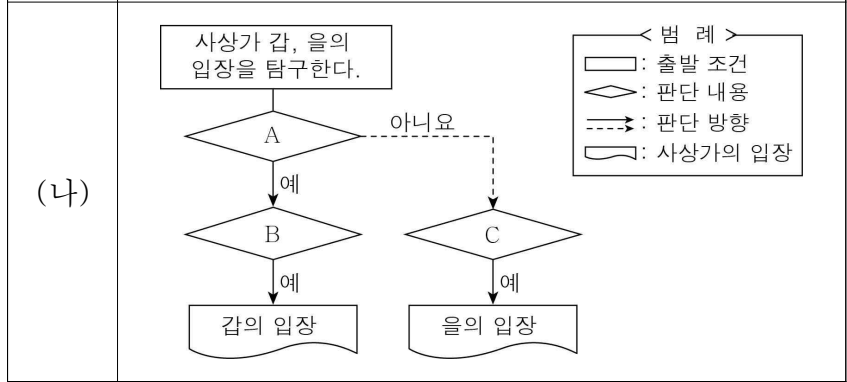 (나)
사상가 갑, 을의
입장을 탐구한다.
A
아니요
예
B
C
예
예
갑의 입장
을의 입장
< 범 례 >
: 출발 조건
: 판단 내용
: 판단 방향
: 사상가의 입장